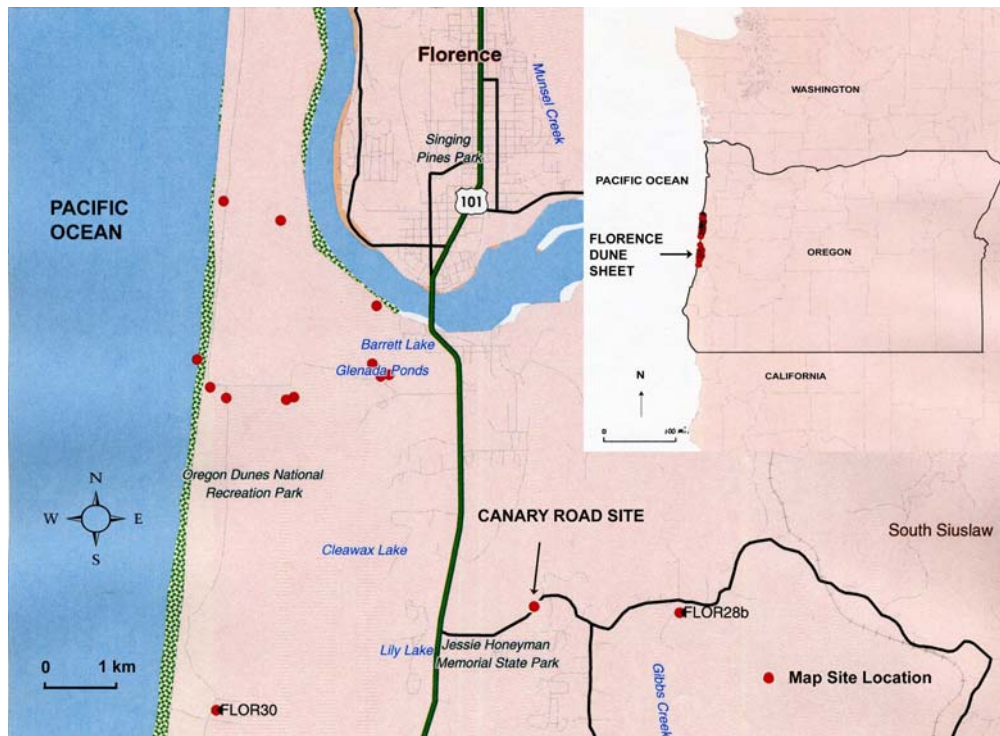 Florence
Munsel Creek
Singing
Pines Park
101
PACIFIC
OCEAN
Barrett Lake
Glenada Ponds
Oregon Dunes National
Recreation Park
N
W
E
S
CANARY ROAD SITE
Cleawax Lake
South Siuslaw
FLOR28b
0 1 km
Lily Lake
Jessie Honeyman
Memorial State Park
Gibbs Creek
Map Site Location
FLOR30
WASHINGTON
PACIFIC OCEAN
FLORENCE
DUNE
SHEET
OREGON
CALIFORNIA
N
0